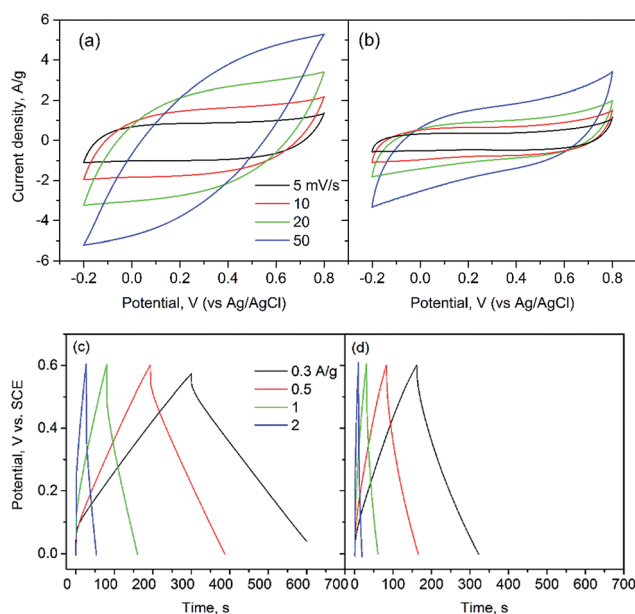 (a)
(b)
Current density, A/g
6
4
2
0
-2
-4
-6
5 mV/s
10
20
50
-0.2 0.0 0.2 0.4 0.6 0.8
-0.2 0.0 0.2 0.4 0.6 0.8
Potential, V (vs Ag/AgCl)
Potential, V (vs Ag/AgCl)
(c)
(d)
Potential, V vs. SCE
0.6
0.4
0.2
0.0
0.3 A/g
0.5
1
2
0 100 200 300 400 500 600 700
0 100 200 300 400 500 600 700
Time, s
Time, s